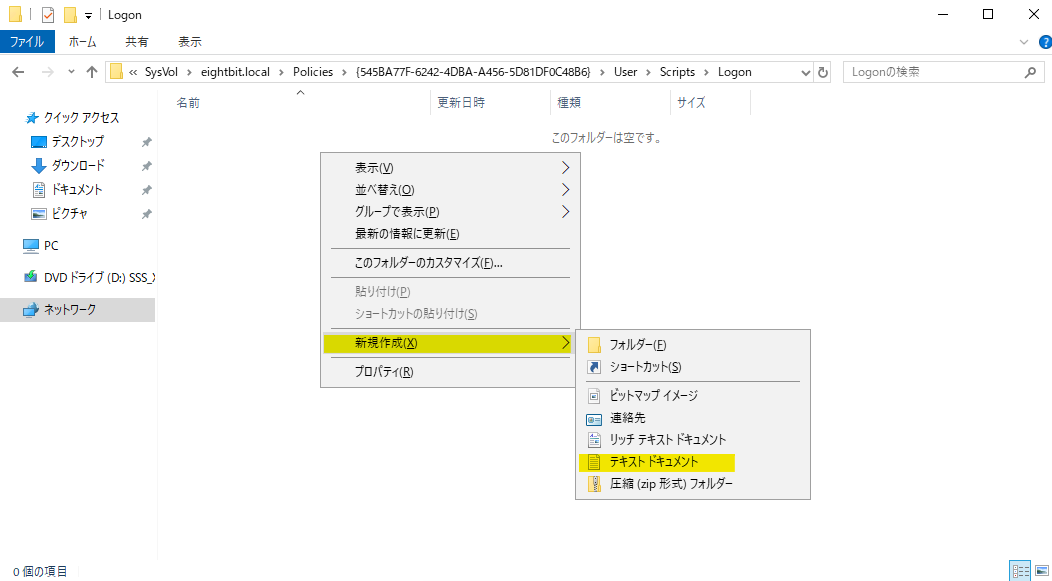 Logon
ファイル ホーム 共有 表示
« SysVol › eightbit.local › Policies › {545BA77F-6242-4DBA-A456-5D81DF0C48B6} › User › Scripts › Logon
Logonの検索
名前 更新日時 種類 サイズ
このフォルダーは空です。
クイック アクセス
デスクトップ
ダウンロード
ドキュメント
ピクチャ
PC
DVD ドライブ (D:) SSS_X
ネットワーク
表示(V)
並べ替え(O)
グループで表示(P)
最新の情報に更新(E)
このフォルダーのカスタマイズ(F)...
貼り付け(P)
ショートカットの貼り付け(S)
新規作成(X)
プロパティ(R)
フォルダー(F)
ショートカット(S)
ビットマップ イメージ
連絡先
リッチ テキスト ドキュメント
テキスト ドキュメント
圧縮 (zip 形式) フォルダー
0 個の項目